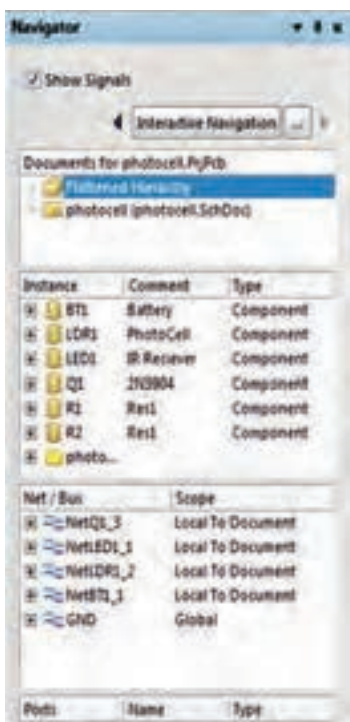 Navigator
Show Signals
Interactive Navigation ...
Documents for photocell.PrjPcb
Flattened Hierarchy
photocell (photocell.SchDoc)
Instance Comment Type
BT1 Battery Component
LDR1 PhotoCell Component
LED1 IR Reciever Component
Q1 2N3904 Component
R1 Res1 Component
R2 Res1 Component
photo...
Net / Bus Scope
NetQ1_3 Local To Document
NetLED1_1 Local To Document
NetLDR1_2 Local To Document
NetBT1_1 Local To Document
GND Global
Ports Name Type